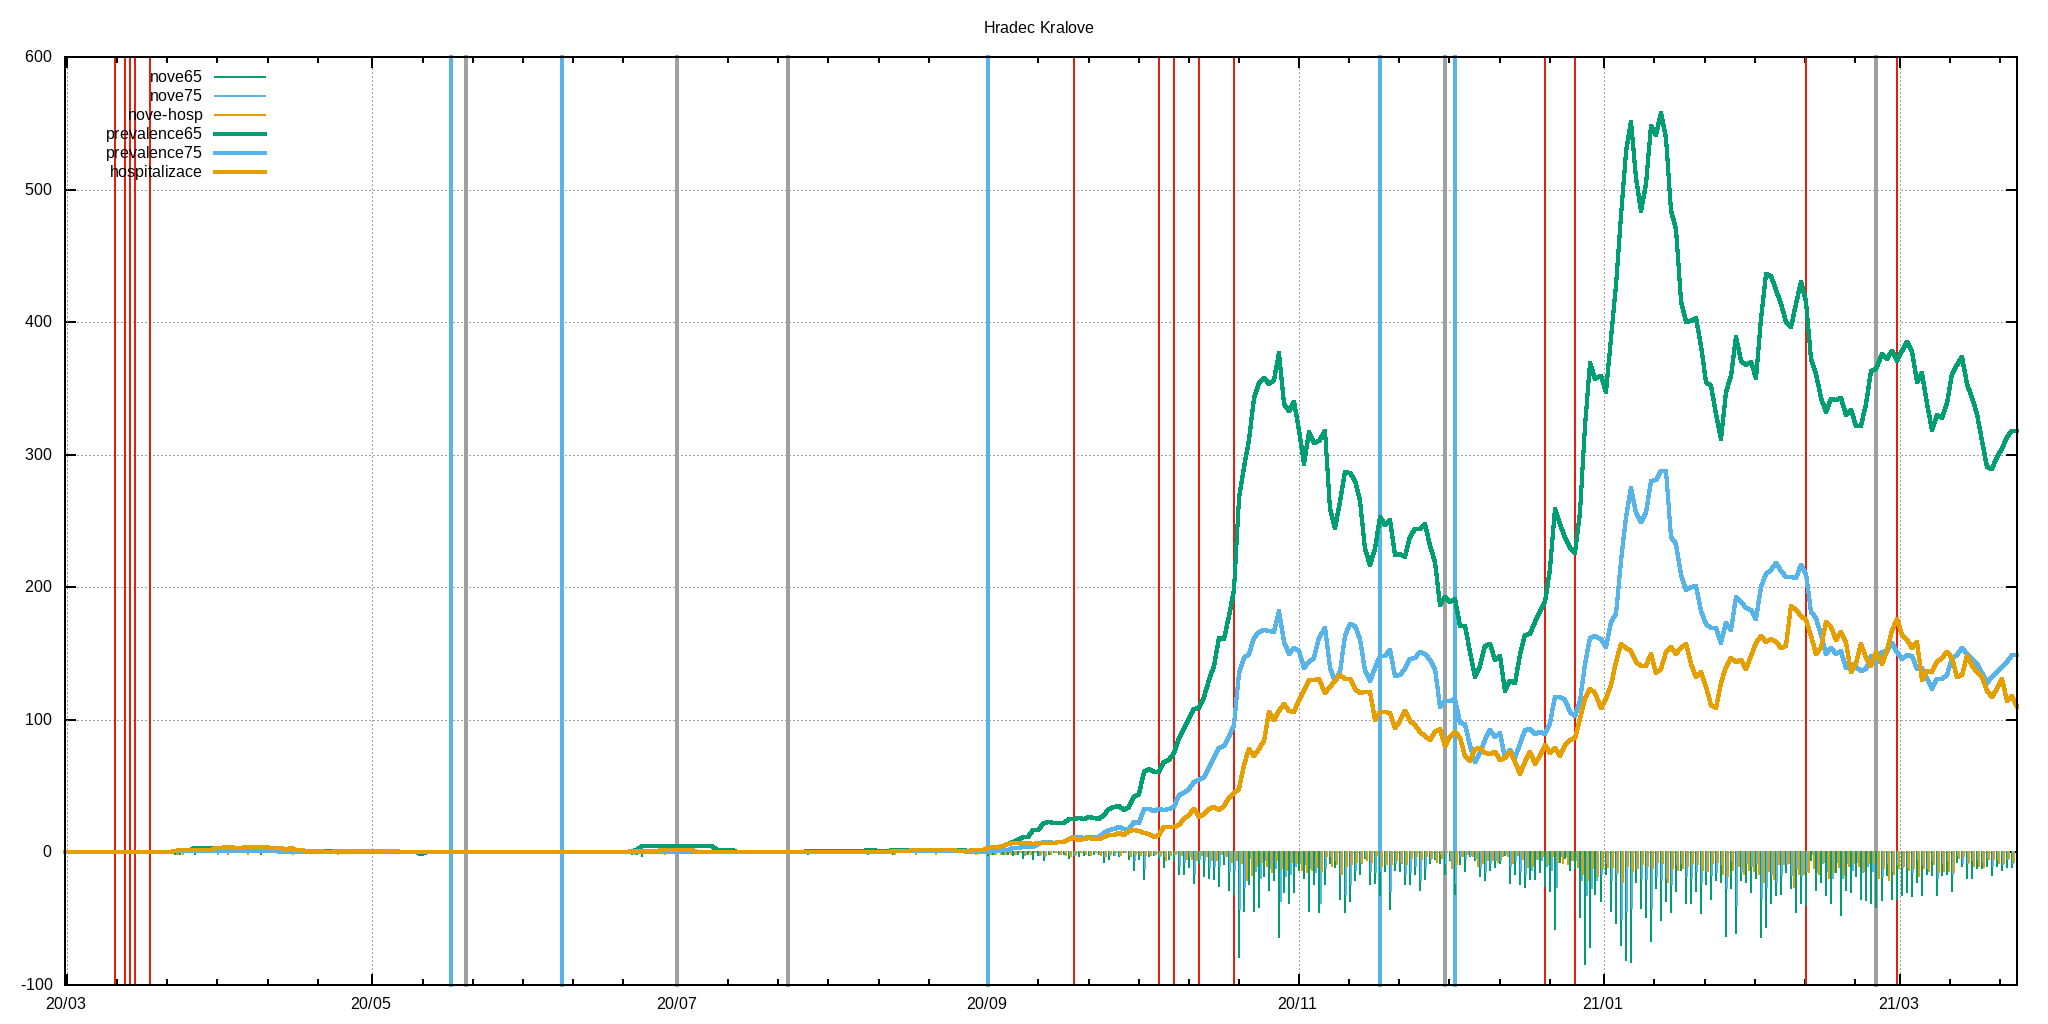 Hradec Kralove
600
nove65
nove75
nove-hosp
prevalence65
prevalence75
hospitalizace
500
400
300
200
100
0
-100
20/03
20/05
20/07
20/09
20/11
21/01
21/03